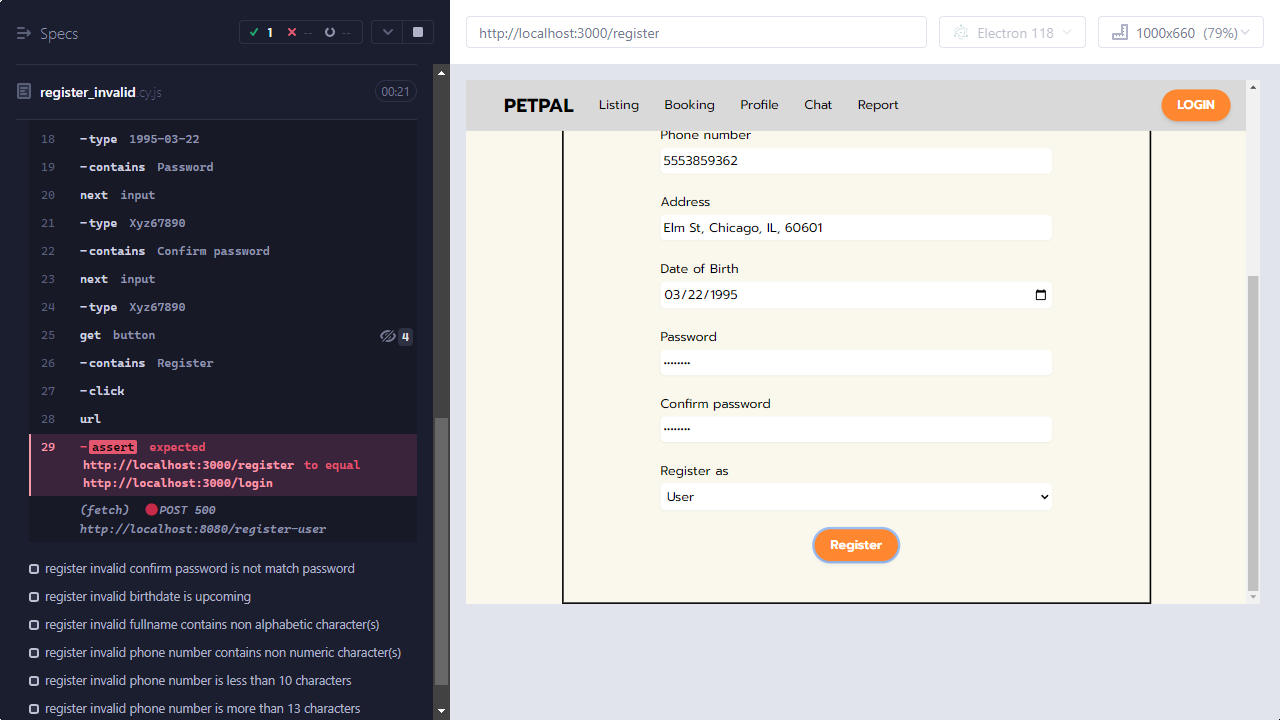 Specs
1
--
--
register_invalid.cy.js
00:21
18 -type 1995-03-22
19 -contains Password
20 next input
21 -type Xyz67890
22 -contains Confirm password
23 next input
24 -type Xyz67890
25 get button 4
26 -contains Register
27 -click
28 url
29 -assert expected
http://localhost:3000/register to equal
http://localhost:3000/login
(fetch) POST 500
http://localhost:8080/register-user
register invalid confirm password is not match password
register invalid birthdate is upcoming
register invalid fullname contains non alphabetic character(s)
register invalid phone number contains non numeric character(s)
register invalid phone number is less than 10 characters
register invalid phone number is more than 13 characters
http://localhost:3000/register
Electron 118
1000x660 (79%)
PETPAL
Listing
Booking
Profile
Chat
Report
LOGIN
Phone number
5553859362
Address
Elm St, Chicago, IL, 60601
Date of Birth
03/22/1995
Password
••••••••
Confirm password
••••••••
Register as
User
Register